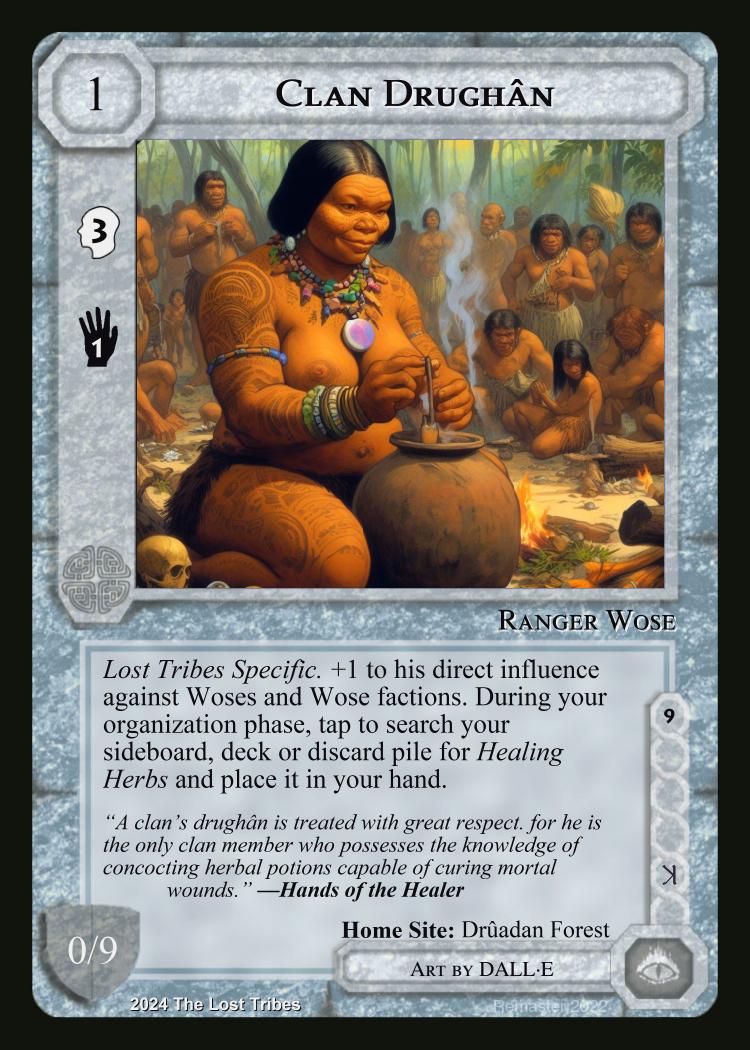 1
Clan Drughân
3
1
Ranger Wose
Lost Tribes Specific. +1 to his direct influence
against Woses and Wose factions. During your
organization phase, tap to search your
sideboard, deck or discard pile for Healing
Herbs and place it in your hand.
9
“A clan’s drughân is treated with great respect. for he is
the only clan member who possesses the knowledge of
concocting herbal potions capable of curing mortal
wounds.” —Hands of the Healer
Home Site: Drûadan Forest
0/9
Art by DALL·E
2024 The Lost Tribes
Remaster 2022